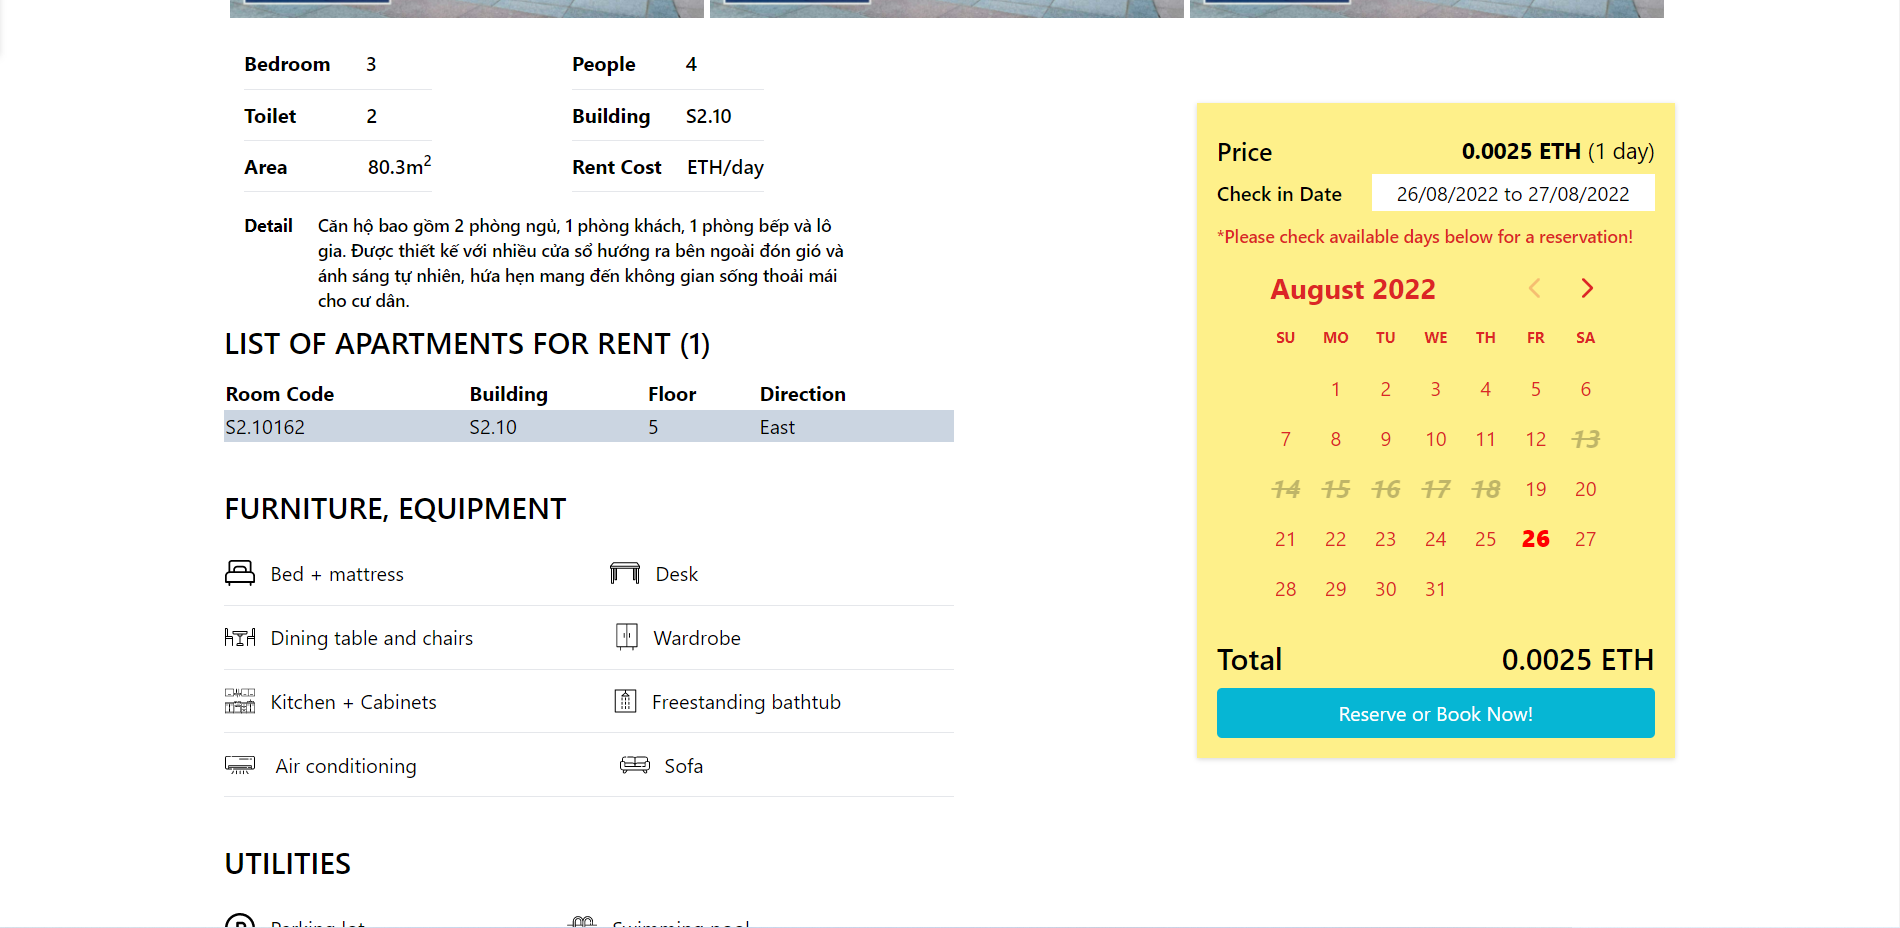 Bedroom 3 People 4
Toilet 2 Building S2.10
Area 80.3m² Rent Cost ETH/day
Detail Căn hộ bao gồm 2 phòng ngủ, 1 phòng khách, 1 phòng bếp và lô
gia. Được thiết kế với nhiều cửa sổ hướng ra bên ngoài đón gió và
ánh sáng tự nhiên, hứa hẹn mang đến không gian sống thoải mái
cho cư dân.
LIST OF APARTMENTS FOR RENT (1)
Room Code Building Floor Direction
S2.10162 S2.10 5 East
FURNITURE, EQUIPMENT
Bed + mattress Desk
Dining table and chairs Wardrobe
Kitchen + Cabinets Freestanding bathtub
Air conditioning Sofa
UTILITIES
Parking lot Swimming pool
Price 0.0025 ETH (1 day)
Check in Date 26/08/2022 to 27/08/2022
*Please check available days below for a reservation!
August 2022
SU MO TU WE TH FR SA
1 2 3 4 5 6
7 8 9 10 11 12 13
14 15 16 17 18 19 20
21 22 23 24 25 26 27
28 29 30 31
Total 0.0025 ETH
Reserve or Book Now!